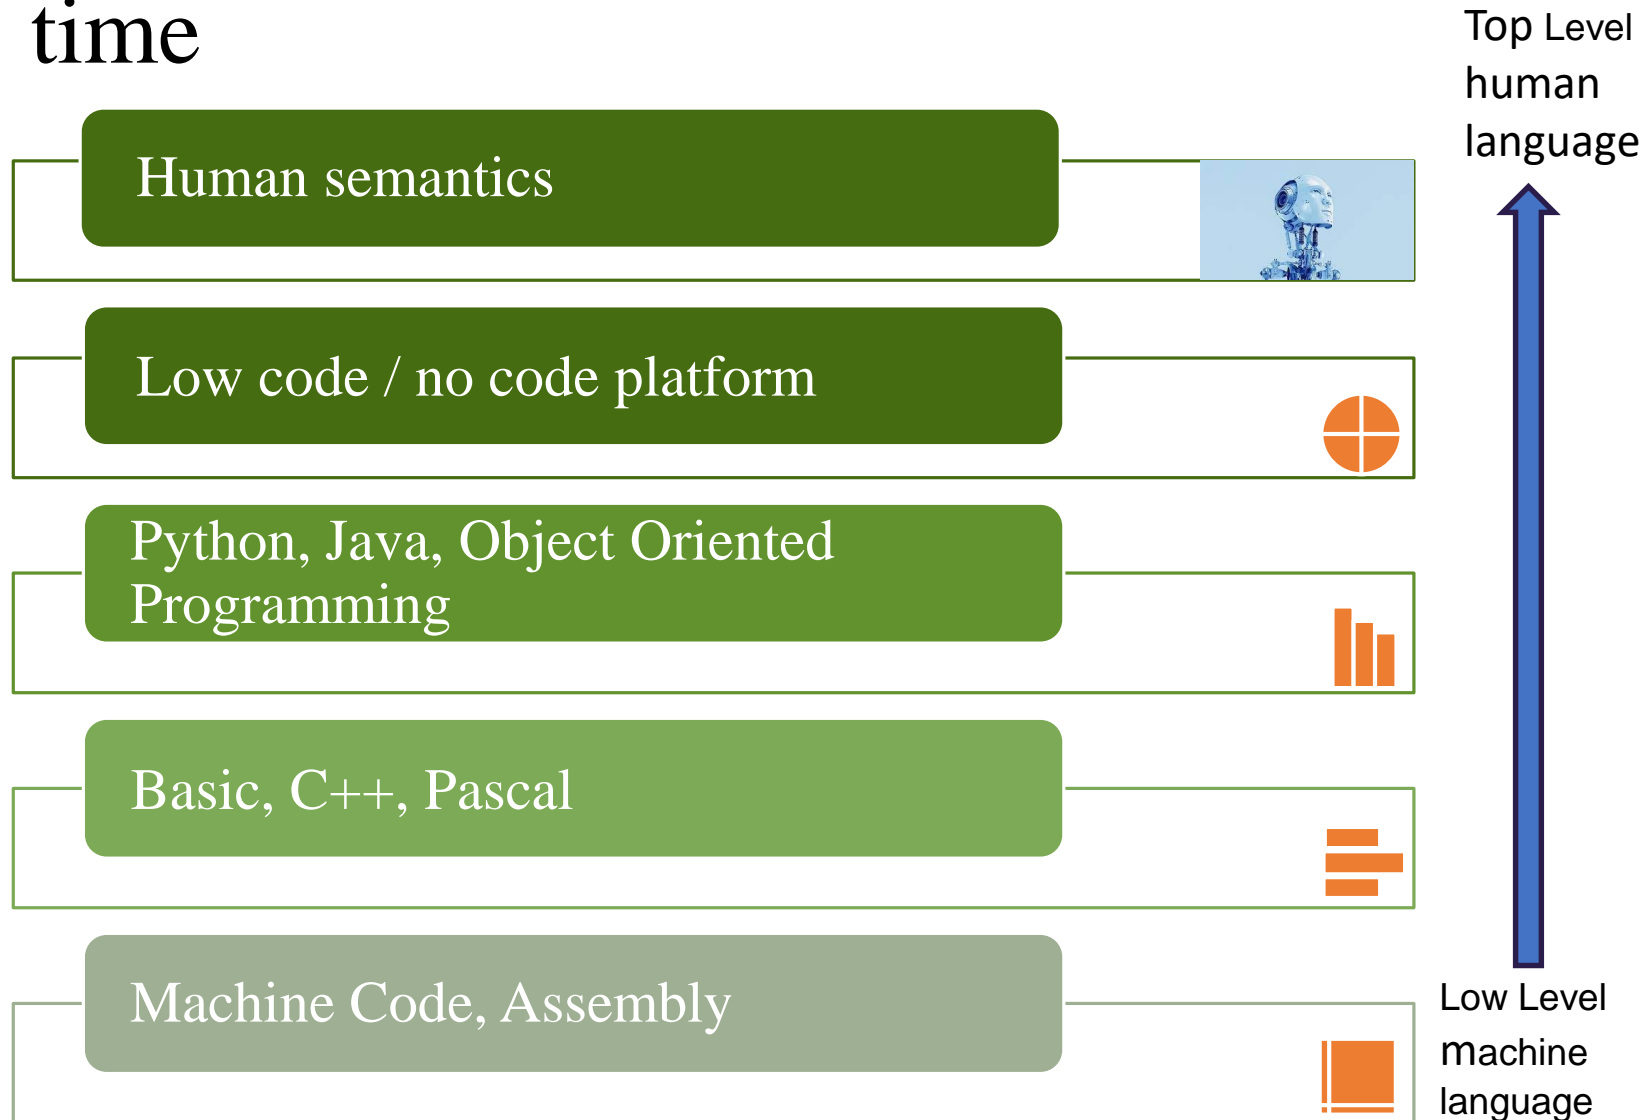 time
Top Level
human
language
Human semantics
Low code / no code platform
Python, Java, Object Oriented
Programming
Basic, C++, Pascal
Machine Code, Assembly
Low Level
machine
language